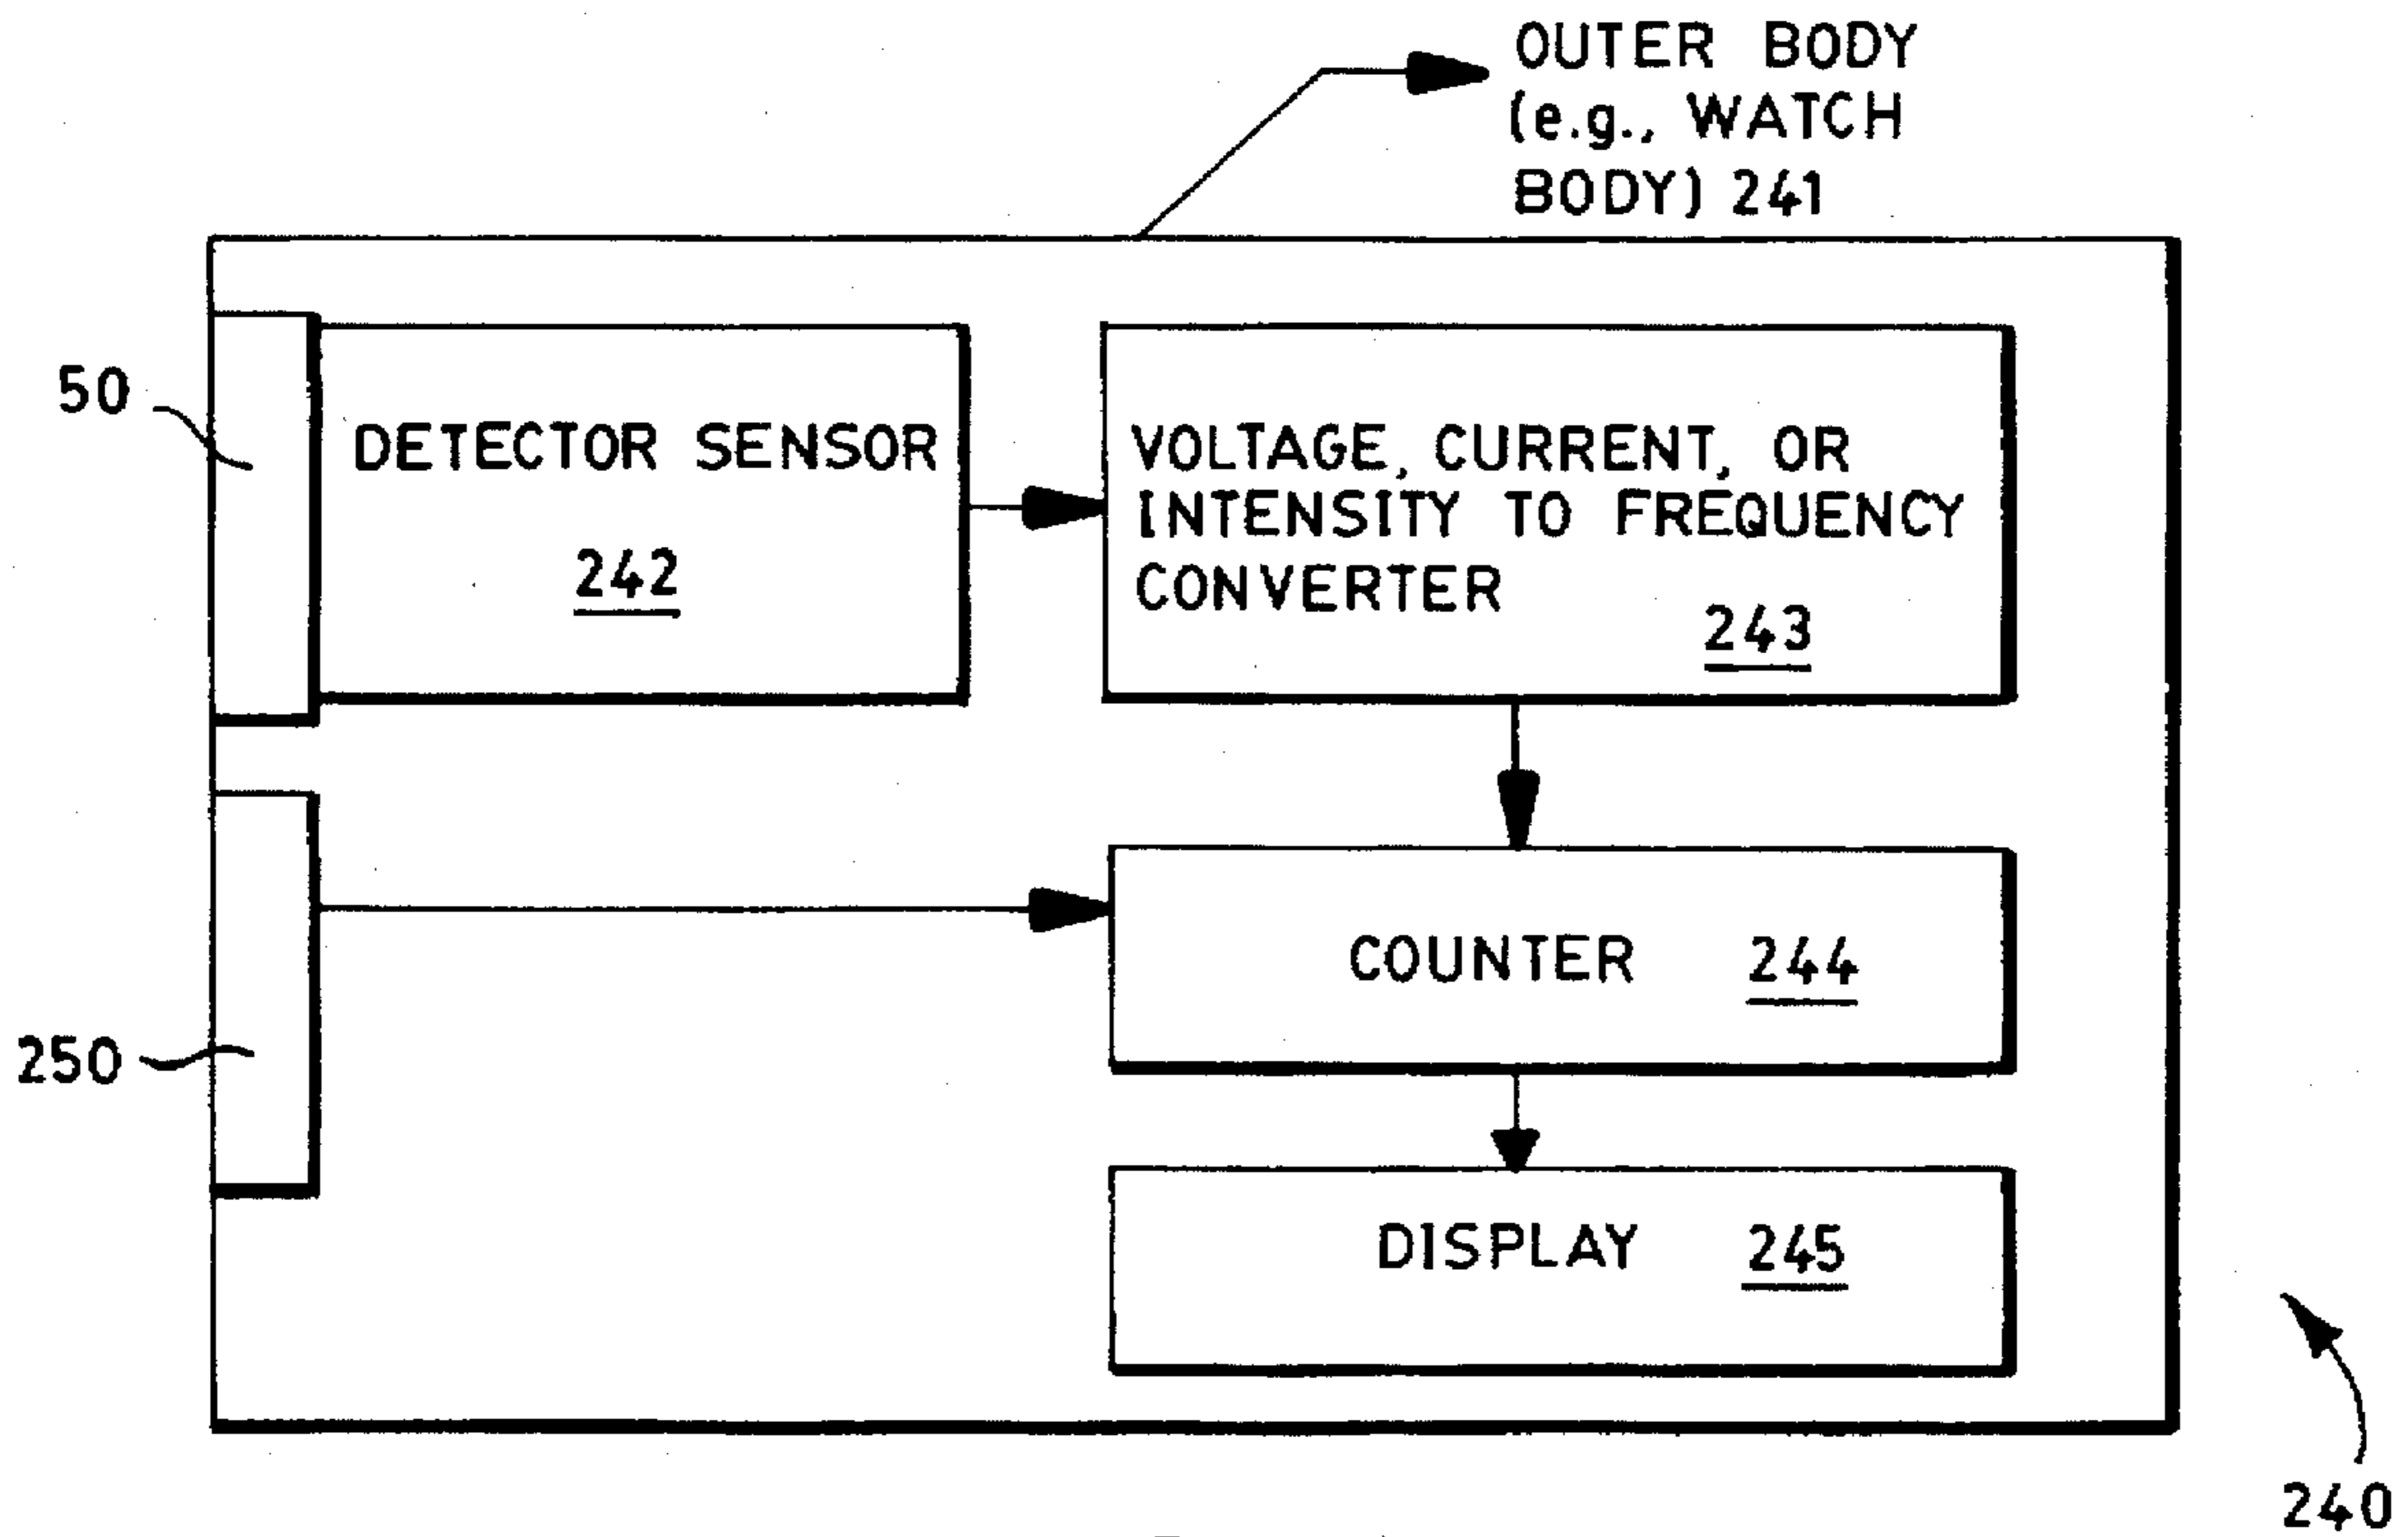 OUTER BODY
(e.g., WATCH
BODY) 241
50
DETECTOR SENSOR
242
VOLTAGE, CURRENT, OR
INTENSITY TO FREQUENCY
CONVERTER
243
250
COUNTER 244
DISPLAY 245
240